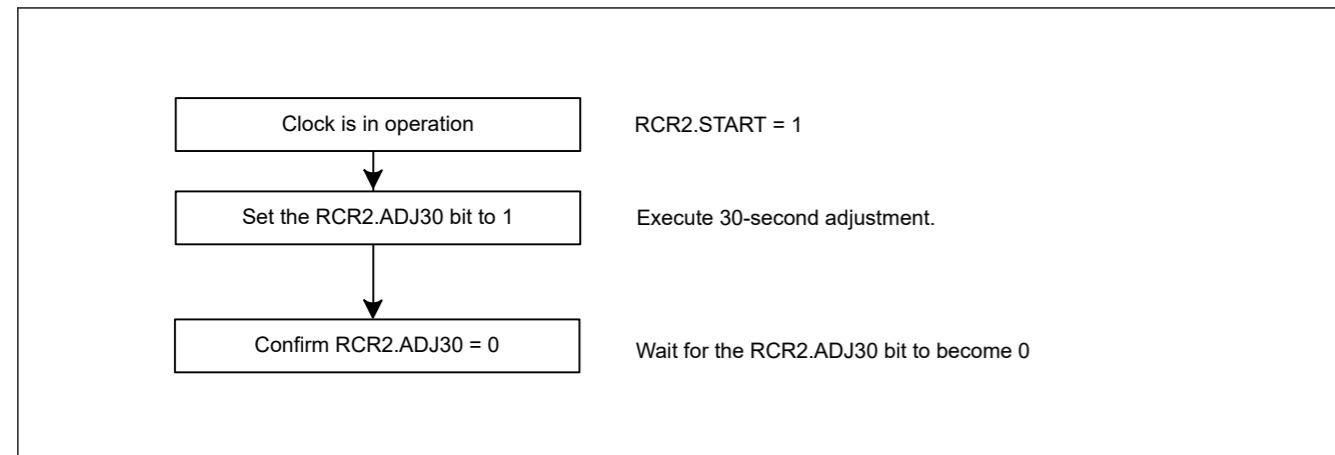 Clock is in operation
RCR2.START = 1
Set the RCR2.ADJ30 bit to 1
Execute 30-second adjustment.
Confirm RCR2.ADJ30 = 0
Wait for the RCR2.ADJ30 bit to become 0